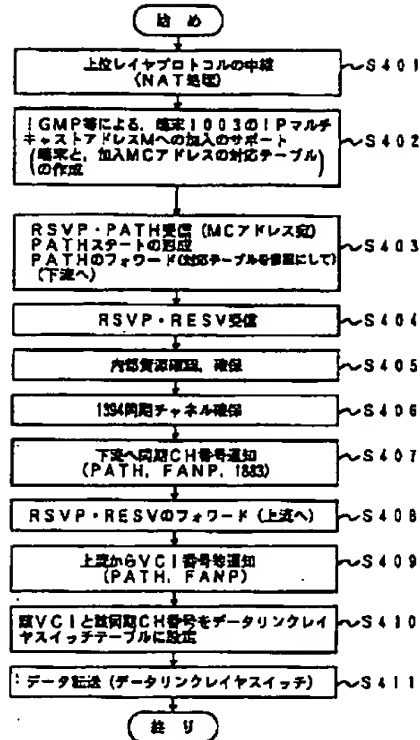 始め
上位レイヤプロトコルの中継
(NAT処理)
~S401
IGMP等による、端末1003のIPマルチ
キャストアドレスMへの加入のサポート
(端末と、加入MCアドレスの対応テーブル)
の作成
~S402
RSVP・PATH受信(MCアドレス宛)
PATHステートの形成
PATHのフォワード(対応テーブルを参照にして)
(下流へ)
~S403
RSVP・RESV受信
~S404
内部資源確認、確保
~S405
1394同期チャネル確保
~S406
下流へ同期CH番号通知
(PATH, FANP, 1883)
~S407
RSVP・RESVのフォワード(上流へ)
~S408
上流からVCI番号等通知
(PATH, FANP)
~S409
該VCIと該同期CH番号をデータリンクレイ
ヤスイッチテーブルに設定
~S410
データ転送(データリンクレイヤスイッチ)
~S411
終り